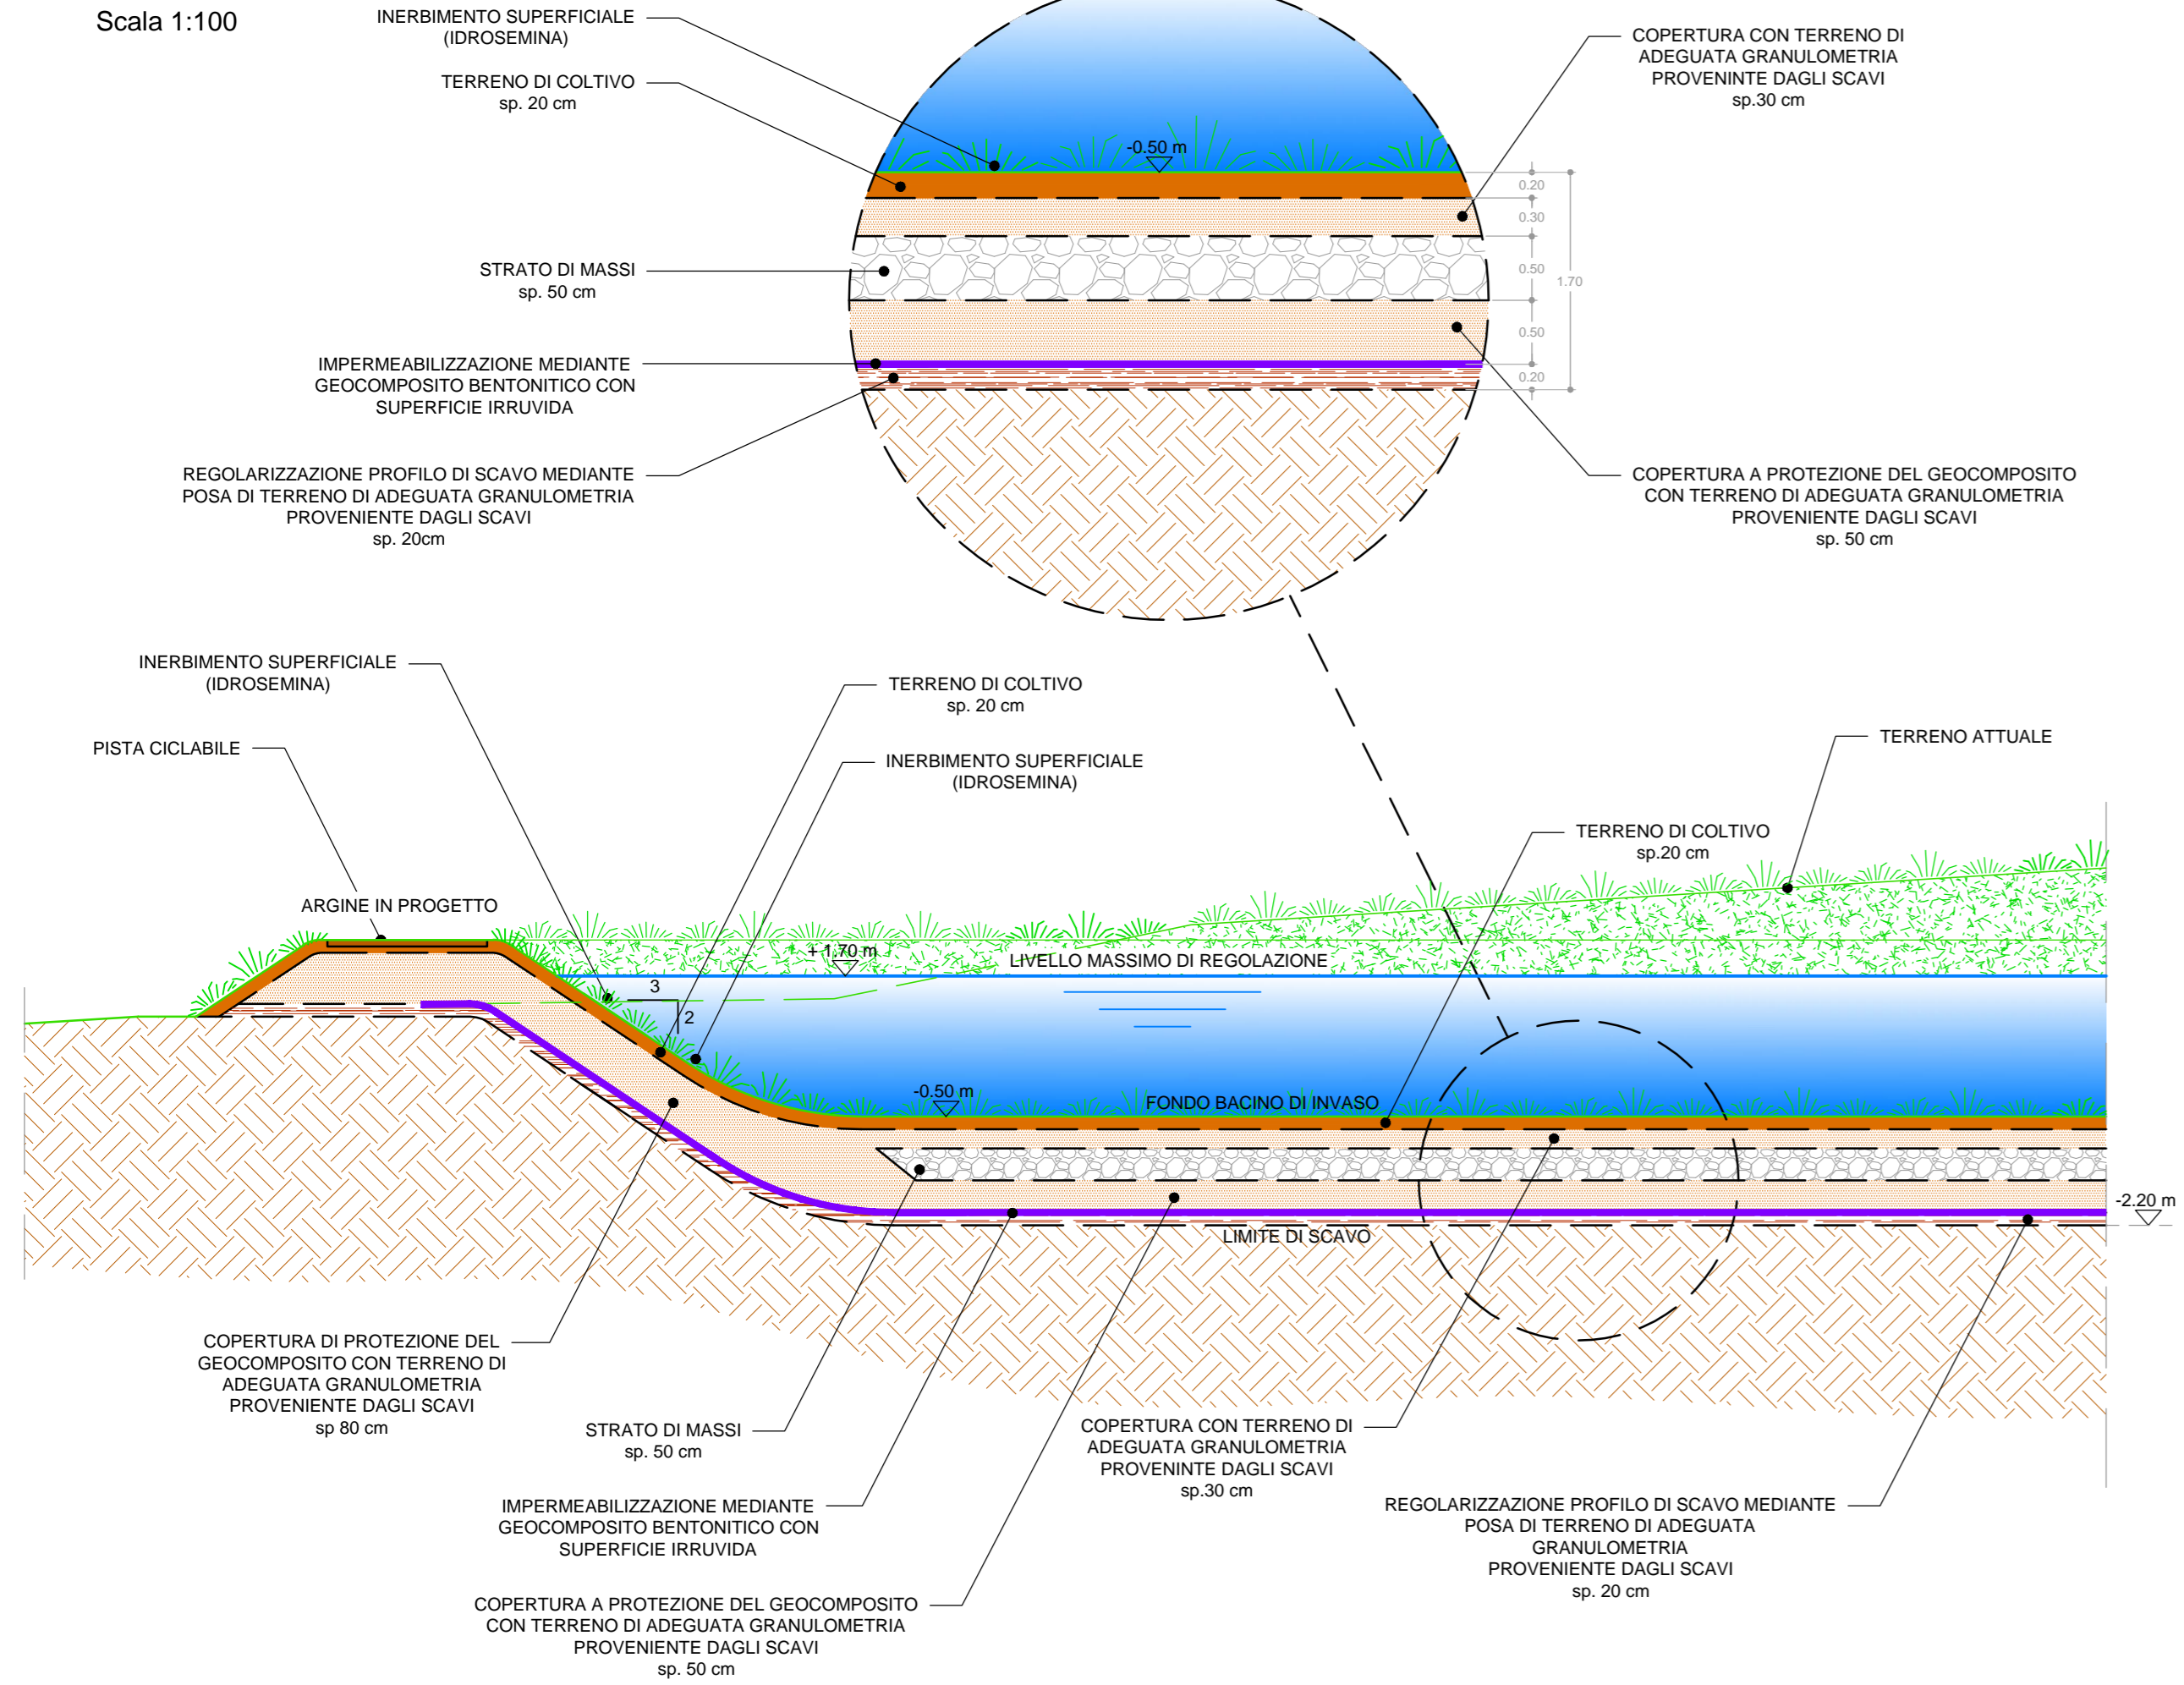 Scala 1:100
INERBIMENTO SUPERFICIALE
(IDROSEMINA)
TERRENO DI COLTIVO
sp. 20 cm
STRATO DI MASSI
sp. 50 cm
IMPERMEABILIZZAZIONE MEDIANTE
GEOCOMPOSITO BENTONITICO CON
SUPERFICIE IRRUVIDA
REGOLARIZZAZIONE PROFILO DI SCAVO MEDIANTE
POSA DI TERRENO DI ADEGUATA GRANULOMETRIA
PROVENIENTE DAGLI SCAVI
sp. 20cm
-0.50 m
COPERTURA CON TERRENO DI
ADEGUATA GRANULOMETRIA
PROVENINTE DAGLI SCAVI
sp.30 cm
0.20
0.30
0.50
1.70
0.50
0.20
COPERTURA A PROTEZIONE DEL GEOCOMPOSITO
CON TERRENO DI ADEGUATA GRANULOMETRIA
PROVENIENTE DAGLI SCAVI
sp. 50 cm
INERBIMENTO SUPERFICIALE
(IDROSEMINA)
PISTA CICLABILE
ARGINE IN PROGETTO
TERRENO DI COLTIVO
sp. 20 cm
INERBIMENTO SUPERFICIALE
(IDROSEMINA)
TERRENO ATTUALE
TERRENO DI COLTIVO
sp.20 cm
+ 1.70 m
LIVELLO MASSIMO DI REGOLAZIONE
3
2
-0.50 m
FONDO BACINO DI INVASO
-2.20 m
LIMITE DI SCAVO
COPERTURA DI PROTEZIONE DEL
GEOCOMPOSITO CON TERRENO DI
ADEGUATA GRANULOMETRIA
PROVENIENTE DAGLI SCAVI
sp 80 cm
STRATO DI MASSI
sp. 50 cm
IMPERMEABILIZZAZIONE MEDIANTE
GEOCOMPOSITO BENTONITICO CON
SUPERFICIE IRRUVIDA
COPERTURA A PROTEZIONE DEL GEOCOMPOSITO
CON TERRENO DI ADEGUATA GRANULOMETRIA
PROVENIENTE DAGLI SCAVI
sp. 50 cm
COPERTURA CON TERRENO DI
ADEGUATA GRANULOMETRIA
PROVENINTE DAGLI SCAVI
sp.30 cm
REGOLARIZZAZIONE PROFILO DI SCAVO MEDIANTE
POSA DI TERRENO DI ADEGUATA
GRANULOMETRIA
PROVENIENTE DAGLI SCAVI
sp. 20 cm